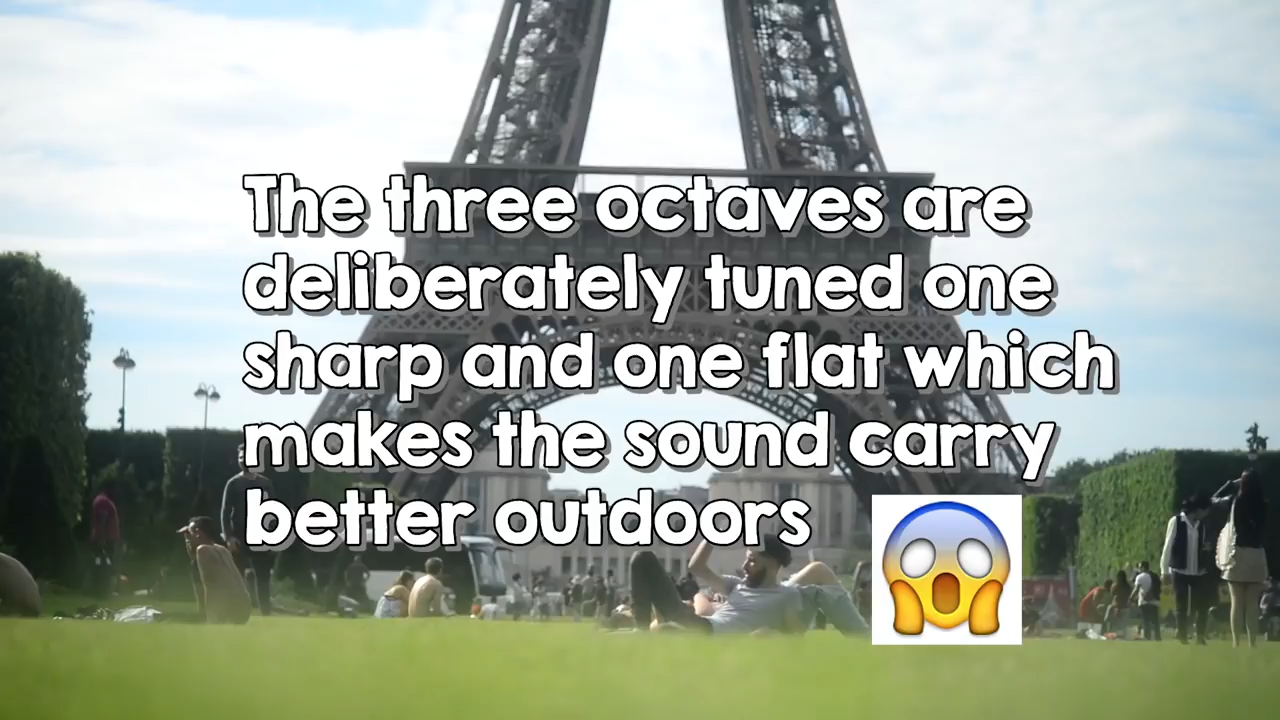 The three octaves are
deliberately tuned one
sharp and one flat which
makes the sound carry
better outdoors